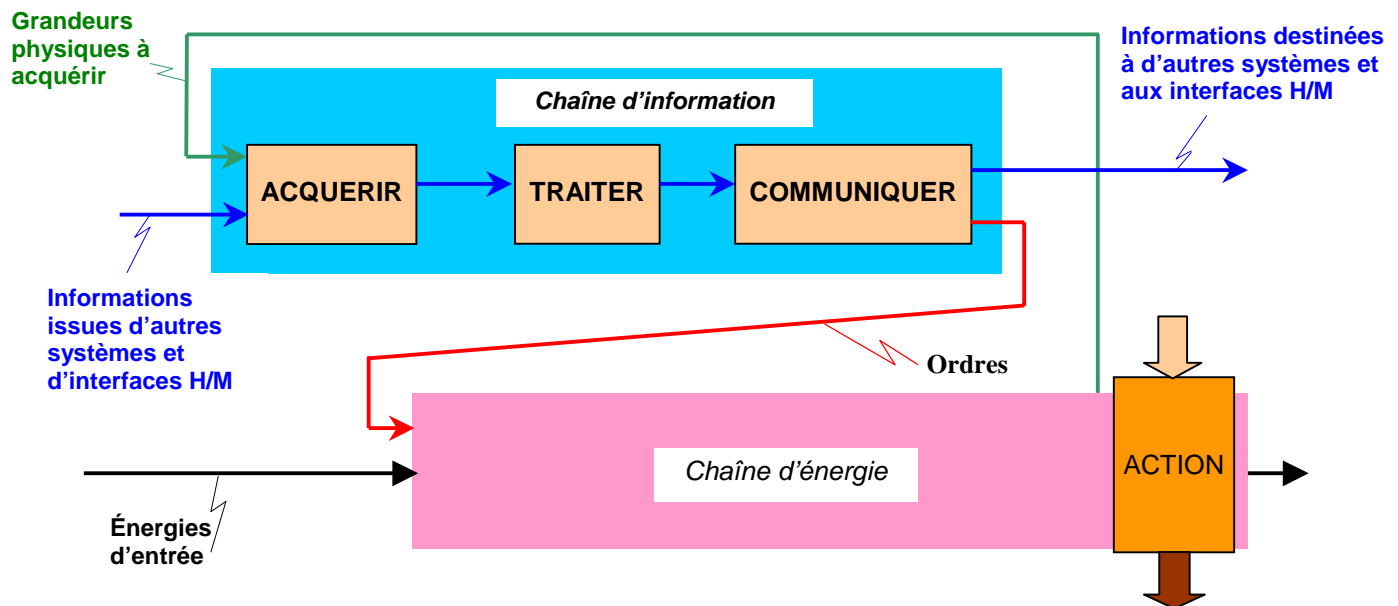 Grandeurs
physiques à
acquérir
Informations destinées
à d'autres systèmes et
aux interfaces H/M
Chaîne d'information
ACQUERIR
TRAITER
COMMUNIQUER
Informations
issues d'autres
systèmes et
d'interfaces H/M
Ordres
Chaîne d'énergie
ACTION
Énergies
d'entrée